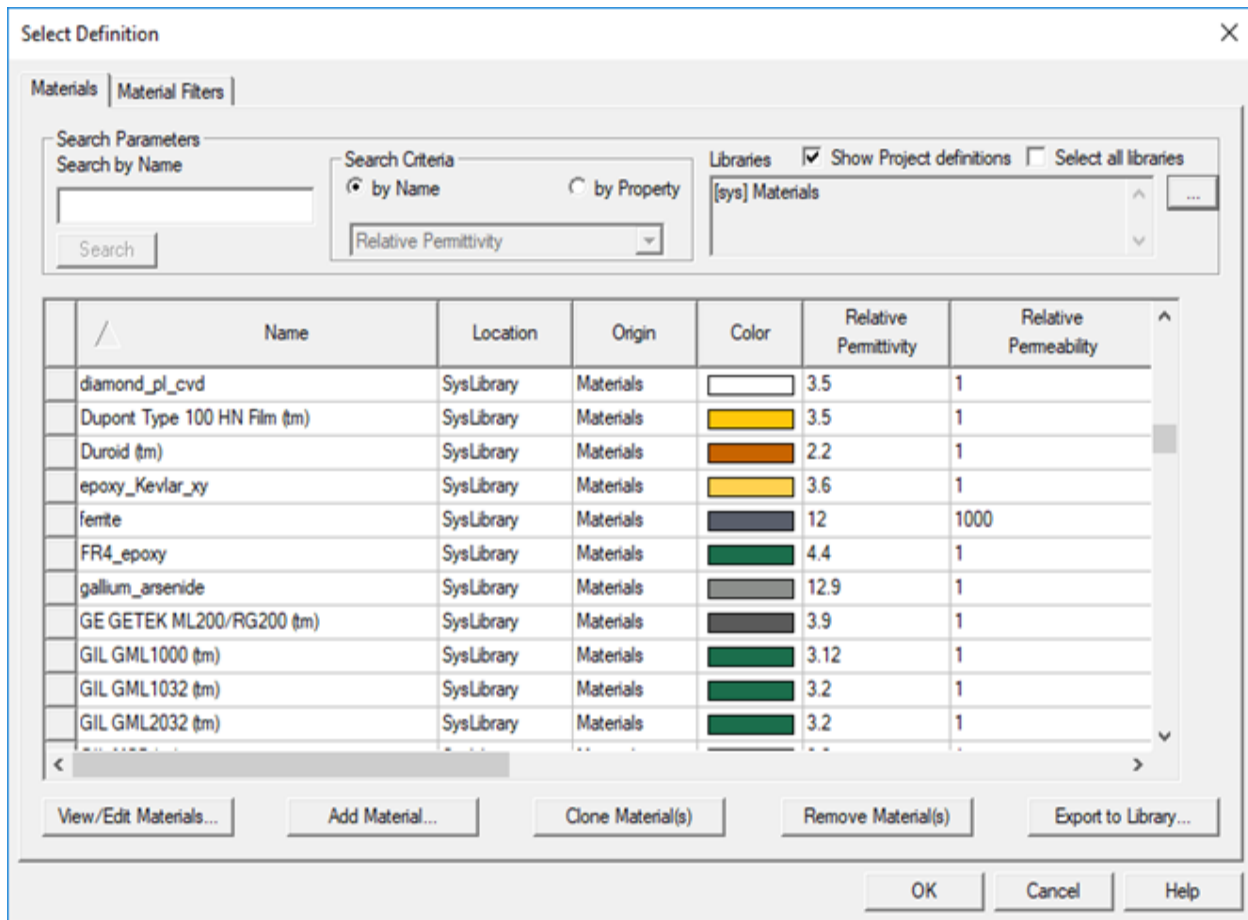 Select Definition
Materials
Material Filters
Search Parameters
Search by Name
Search
Search Criteria
by Name
by Property
Relative Permittivity
Libraries
Show Project definitions
Select all libraries
[sys] Materials
...
Name Location Origin Color Relative Permittivity Relative Permeability
diamond_pl_cvd SysLibrary Materials 3.5 1
Dupont Type 100 HN Film (tm) SysLibrary Materials 3.5 1
Duroid (tm) SysLibrary Materials 2.2 1
epoxy_Kevlar_xy SysLibrary Materials 3.6 1
ferrite SysLibrary Materials 12 1000
FR4_epoxy SysLibrary Materials 4.4 1
gallium_arsenide SysLibrary Materials 12.9 1
GE GETEK ML200/RG200 (tm) SysLibrary Materials 3.9 1
GIL GML1000 (tm) SysLibrary Materials 3.12 1
GIL GML1032 (tm) SysLibrary Materials 3.2 1
GIL GML2032 (tm) SysLibrary Materials 3.2 1
View/Edit Materials...
Add Material...
Clone Material(s)
Remove Material(s)
Export to Library...
OK
Cancel
Help